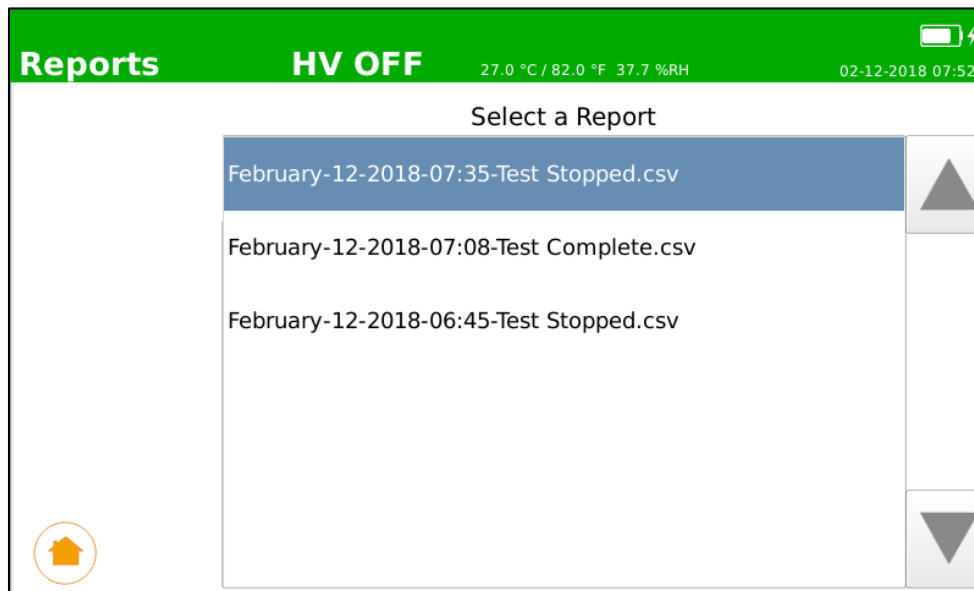 Reports HV OFF 27.0 °C / 82.0 °F 37.7 %RH 02-12-2018 07:52
Select a Report
February-12-2018-07:35-Test Stopped.csv
February-12-2018-07:08-Test Complete.csv
February-12-2018-06:45-Test Stopped.csv